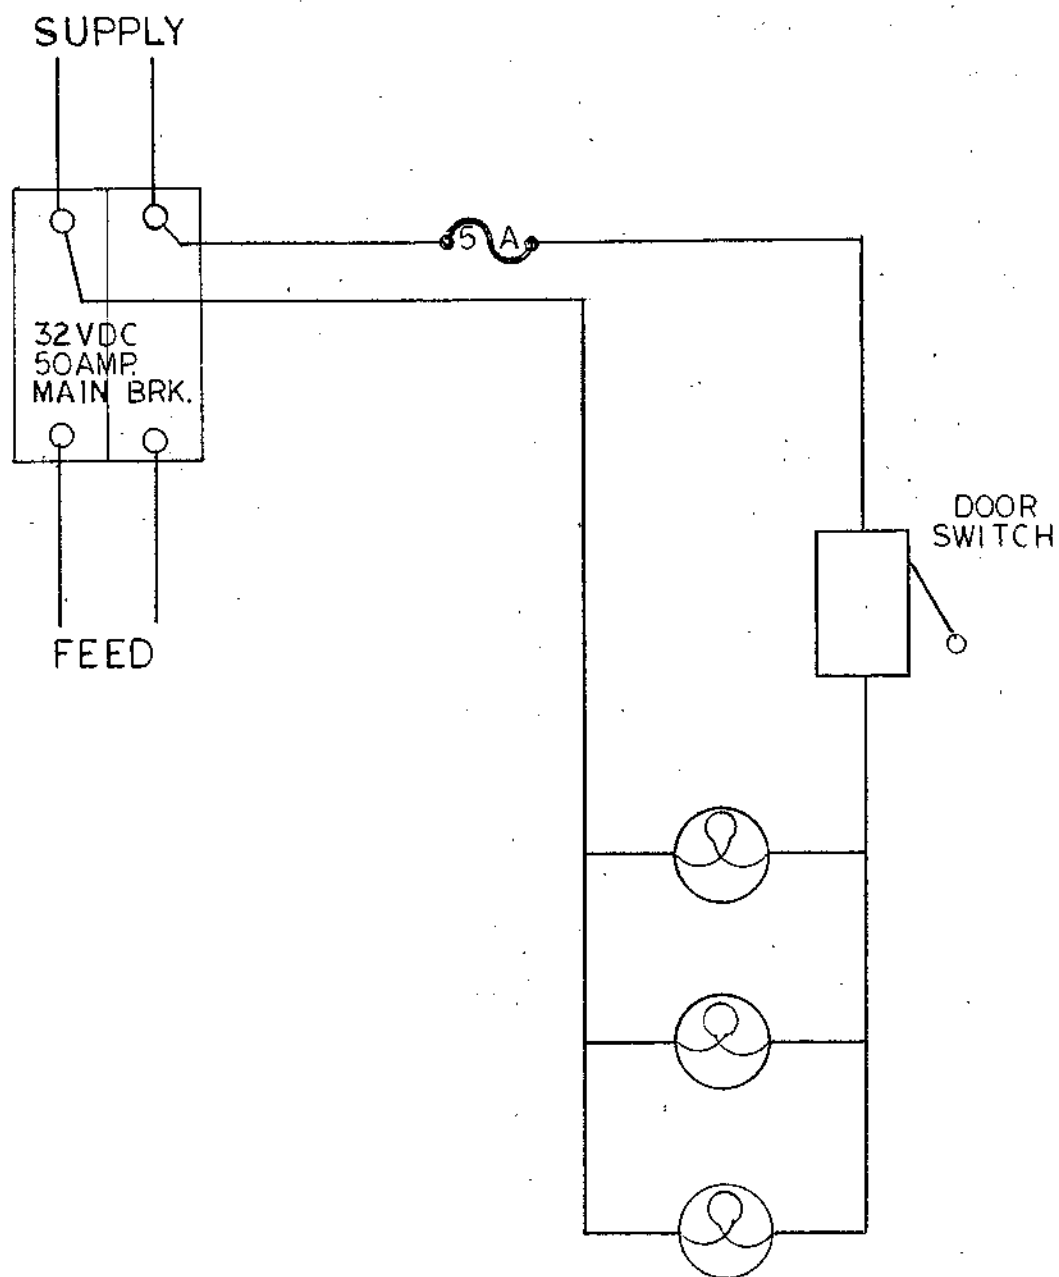 SUPPLY
5 A
32VDC
50AMP.
MAIN BRK.
DOOR
SWITCH
FEED